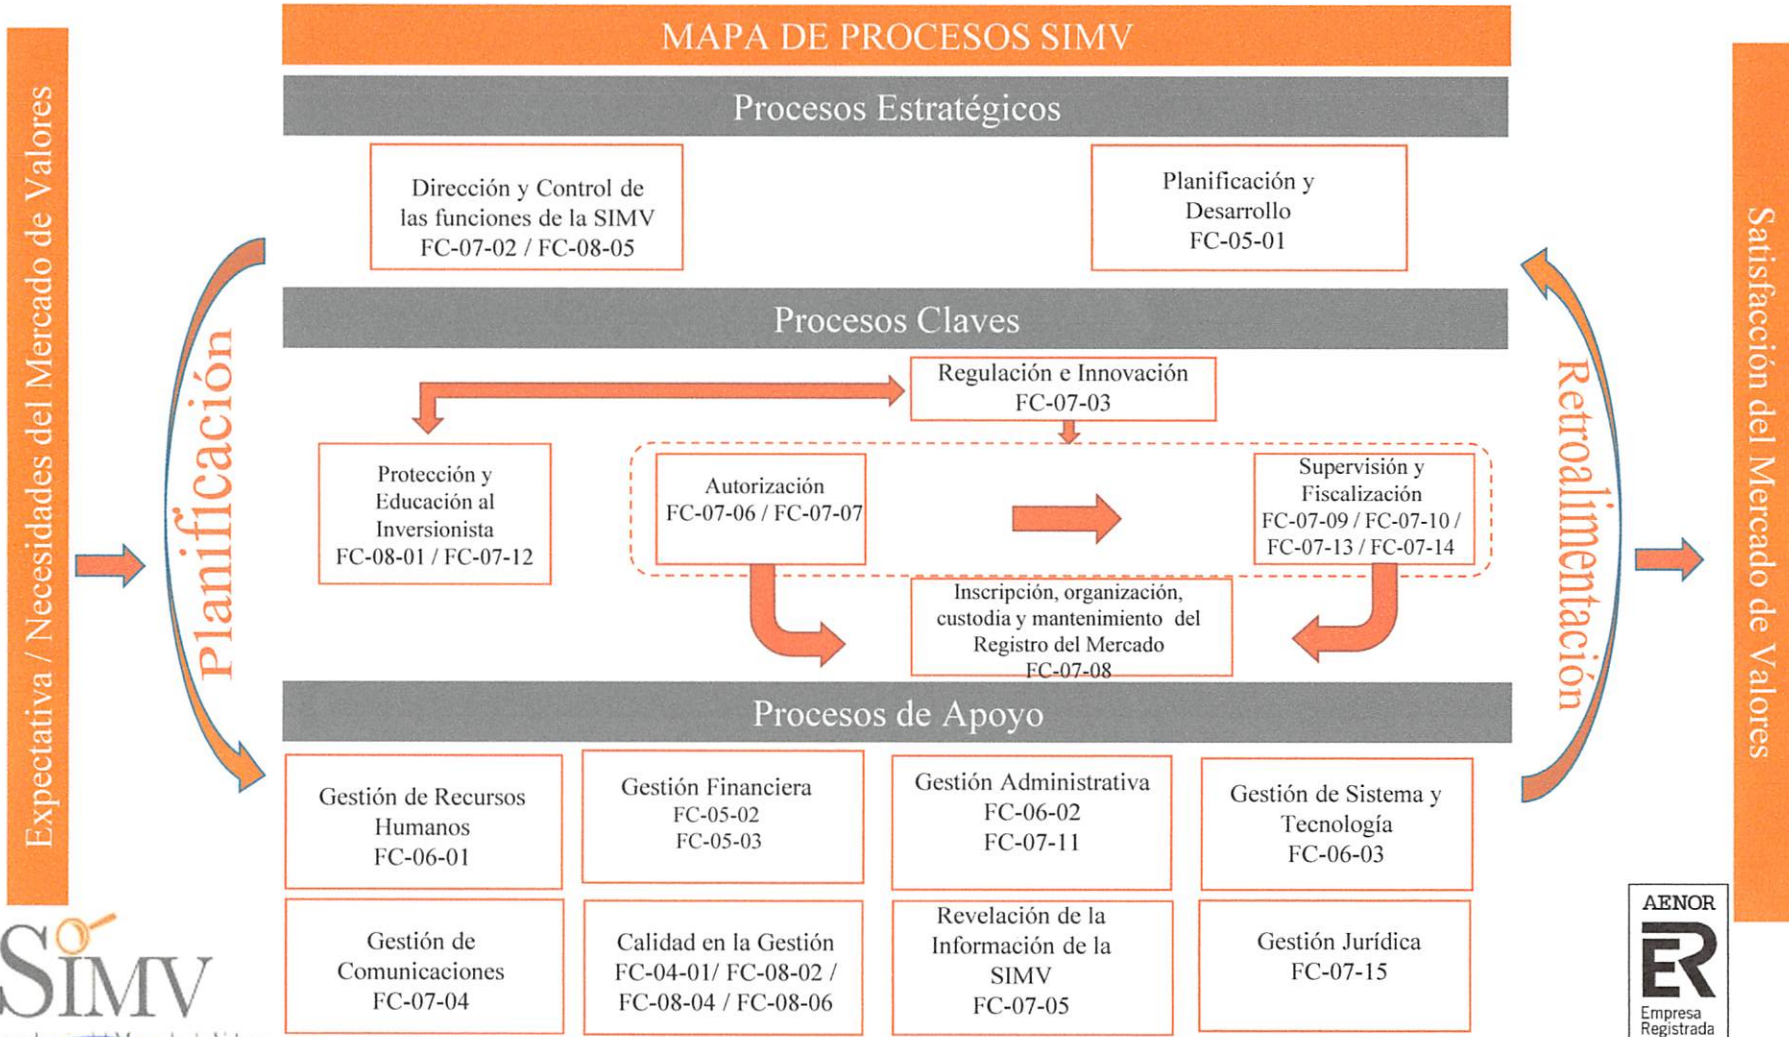 MAPA DE PROCESOS SIMV
Procesos Estratégicos
Dirección y Control de
las funciones de la SIMV
FC-07-02 / FC-08-05
Planificación y
Desarrollo
FC-05-01
Procesos Claves
Regulación e Innovación
FC-07-03
Protección y
Educación al
Inversionista
FC-08-01 / FC-07-12
Autorización
FC-07-06 / FC-07-07
Supervisión y
Fiscalización
FC-07-09 / FC-07-10 /
FC-07-13 / FC-07-14
Inscripción, organización,
custodia y mantenimiento del
Registro del Mercado
FC-07-08
Procesos de Apoyo
Gestión de Recursos
Humanos
FC-06-01
Gestión Financiera
FC-05-02
FC-05-03
Gestión Administrativa
FC-06-02
FC-07-11
Gestión de Sistema y
Tecnología
FC-06-03
Gestión de
Comunicaciones
FC-07-04
Calidad en la Gestión
FC-04-01/ FC-08-02 /
FC-08-04 / FC-08-06
Revelación de la
Información de la
SIMV
FC-07-05
Gestión Jurídica
FC-07-15
Expectativa / Necesidades del Mercado de Valores
Planificación
Retroalimentación
Satisfacción del Mercado de Valores
SIMV
AENOR
ER
Empresa
Registrada